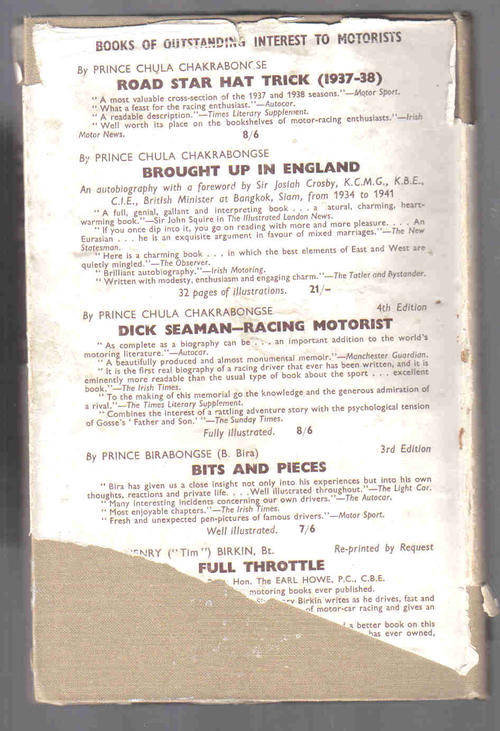 BOOKS OF OUTSTANDING INTEREST TO MOTORISTS
By PRINCE CHULA CHAKRABONGSE
ROAD STAR HAT TRICK (1937-38)
" A most valuable cross-section of the 1937 and 1938 seasons."—Motor Sport.
" What a feast for the racing enthusiast."—Autocar.
" A readable description."—Times Literary Supplement.
" Well worth its place on the bookshelves of motor-racing enthusiasts."—Irish
Motor News. 8/6
By PRINCE CHULA CHAKRABONGSE
BROUGHT UP IN ENGLAND
An autobiography with a foreword by Sir Josiah Crosby, K.C.M.G., K.B.E.,
C.I.E., British Minister at Bangkok, Siam, from 1934 to 1941
" A full, genial, gallant and interpreting book . . . a atural, charming, heart-
warming book."—Sir John Squire in The Illustrated London News.
" If you once dip into it, you go on reading with more and more pleasure. . . . An
Eurasian . . . he is an exquisite argument in favour of mixed marriages."—The New
Statesman.
" Here is a charming book . . . in which the best elements of East and West are
quietly mingled."—The Observer.
" Brilliant autobiography."—Irish Motoring.
" Written with modesty, enthusiasm and engaging charm."—The Tatler and Bystander.
32 pages of illustrations. 21/-
By PRINCE CHULA CHAKRABONGSE 4th Edition
DICK SEAMAN—RACING MOTORIST
" As complete as a biography can be . . . an important addition to the world's
motoring literature."—Autocar.
" A beautifully produced and almost monumental memoir."—Manchester Guardian.
" It is the first real biography of a racing driver that ever has been written, and it is
eminently more readable than the usual type of book about the sport . . . excellent
book."—The Irish Times.
" To the making of this memorial go the knowledge and the generous admiration of
a rival."—The Times Literary Supplement.
" Combines the interest of a rattling adventure story with the psychological tension
of Gosse's ' Father and Son.' "—The Sunday Times.
Fully illustrated. 8/6
By PRINCE BIRABONGSE (B. Bira) 3rd Edition
BITS AND PIECES
" Bira has given us a close insight not only into his experiences but into his own
thoughts, reactions and private life. . . . Well illustrated throughout."—The Light Car.
" Many interesting incidents concerning our own drivers."—The Autocar.
" Most enjoyable chapters."—The Irish Times.
" Fresh and unexpected pen-pictures of famous drivers."—Motor Sport.
Well illustrated. 7/6
ENRY ("Tim") BIRKIN, Bt. Re-printed by Request
FULL THROTTLE
Hon. The EARL HOWE, P.C., C.B.E.
motoring books ever published.
Birkin writes as he drives, fast and
of motor-car racing and gives an
a better book on this
has ever owned,